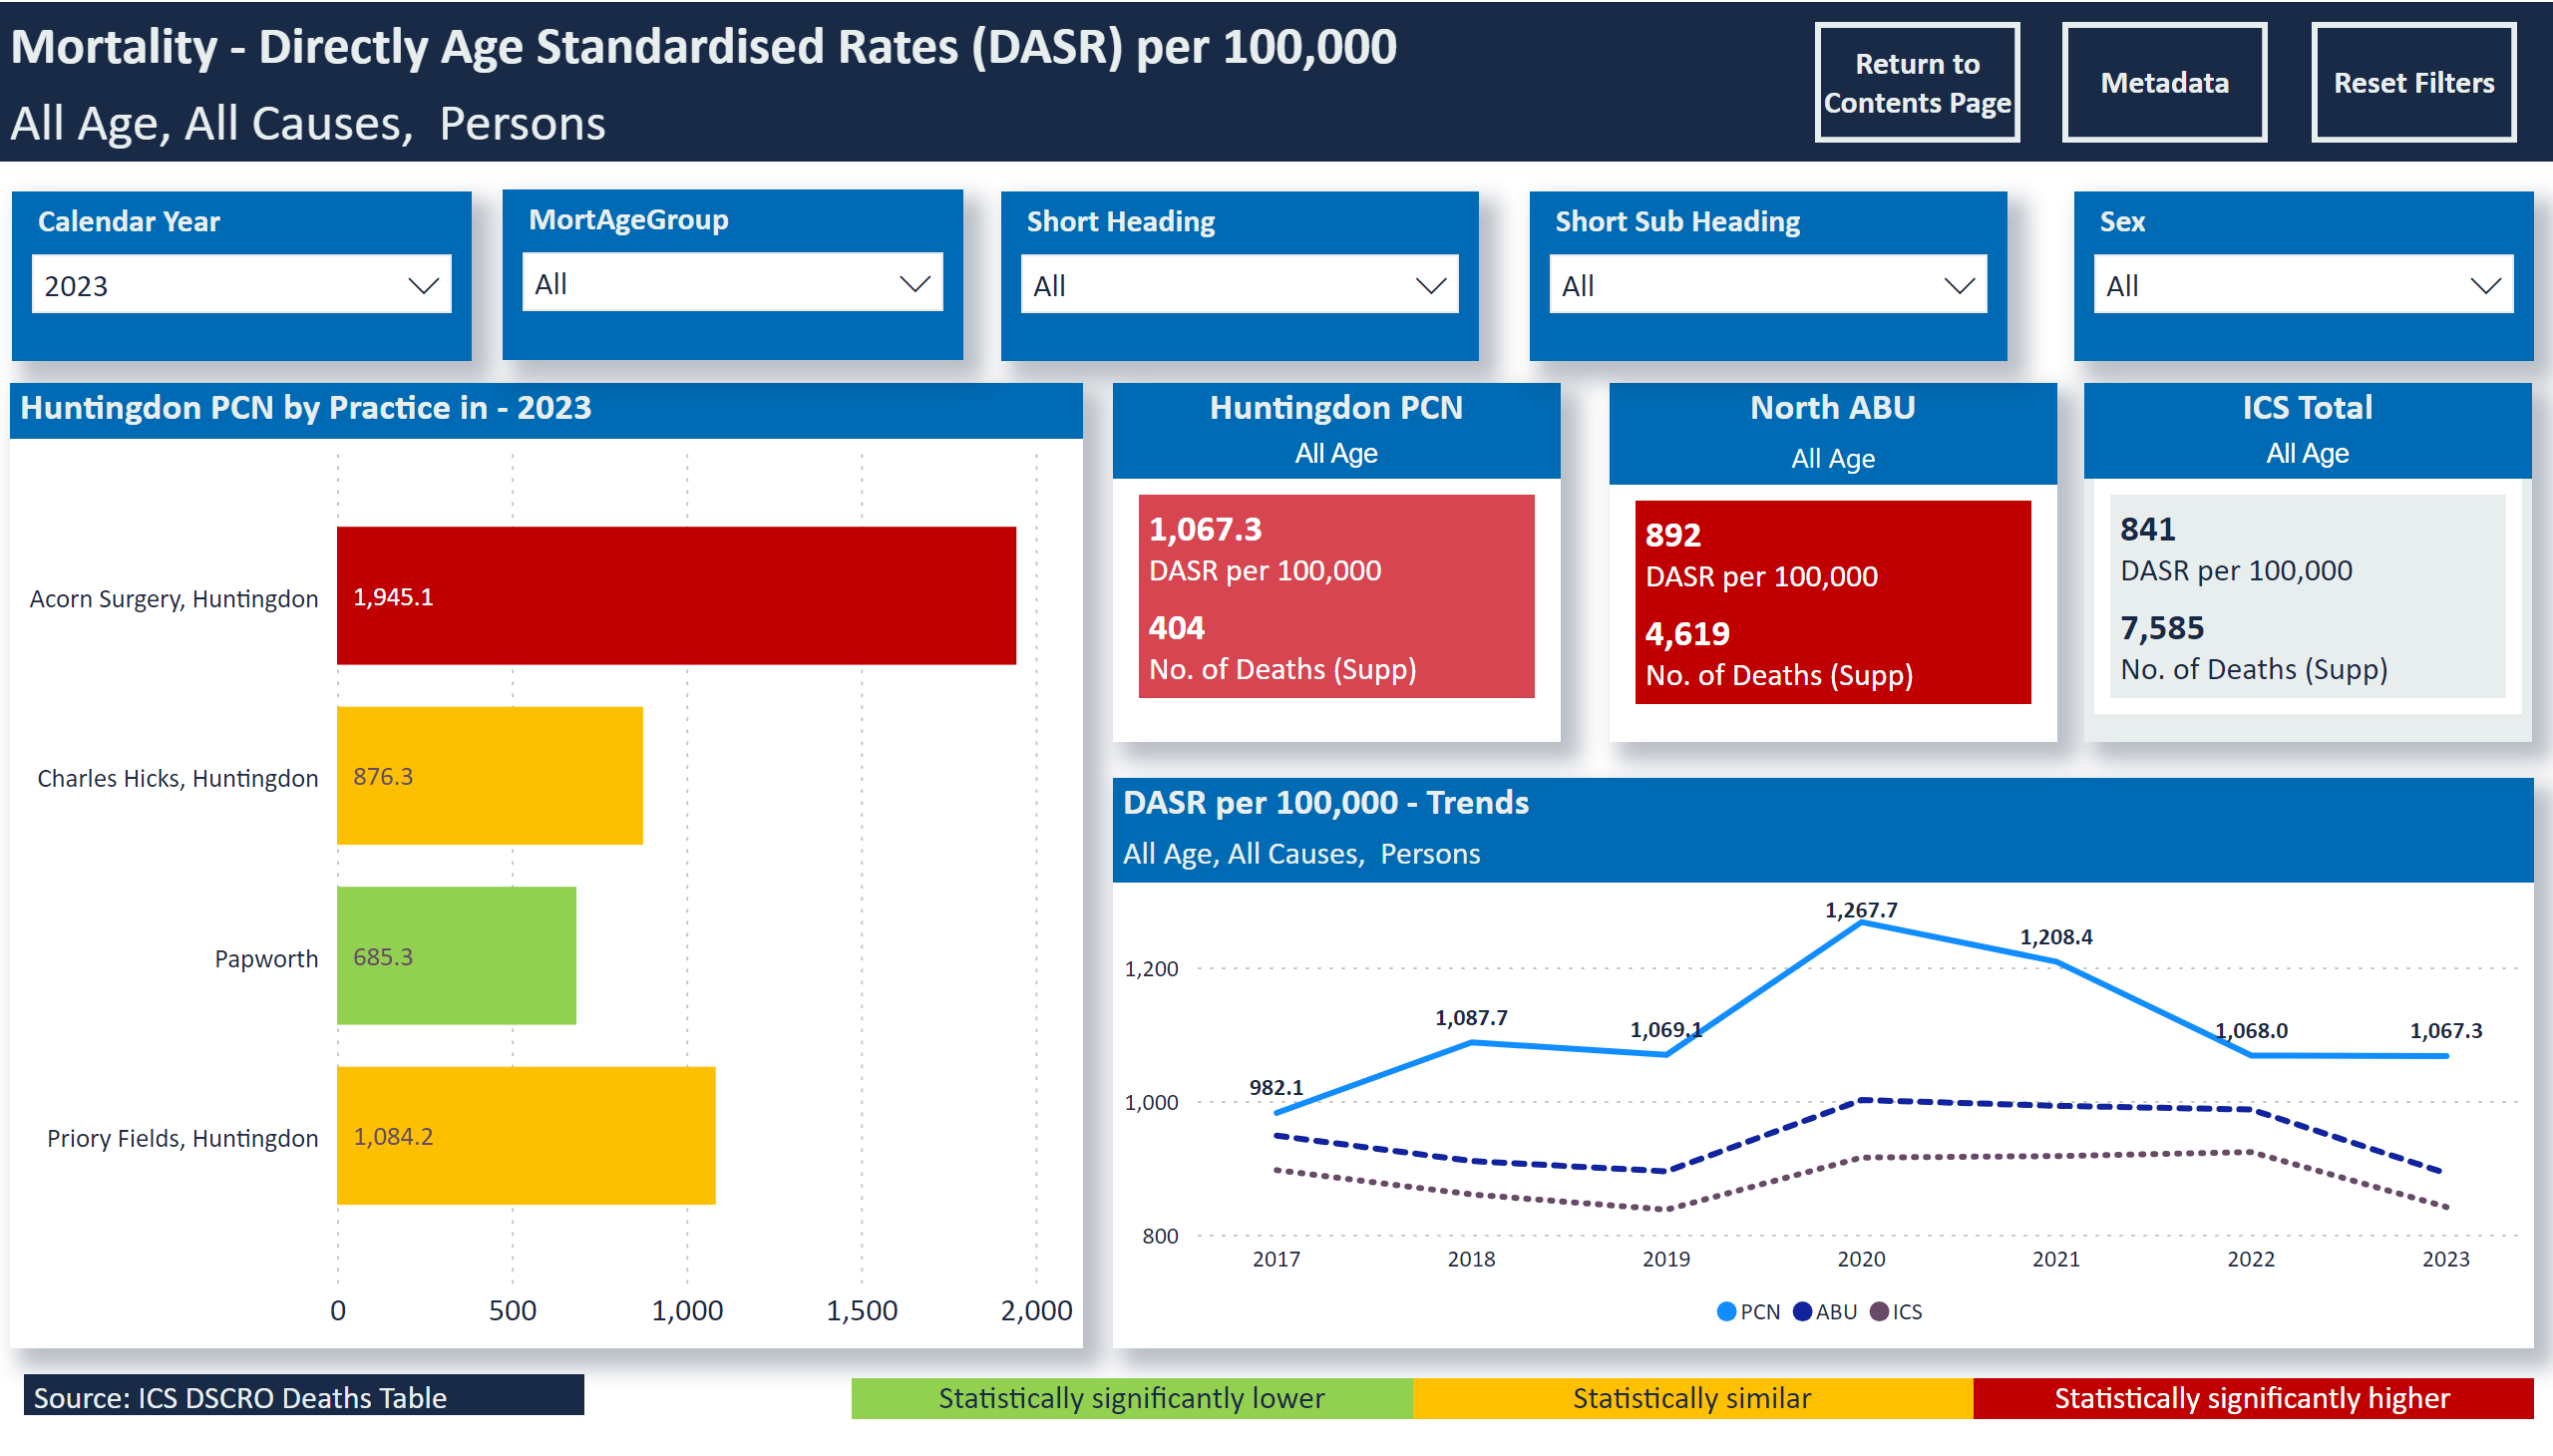 Mortality - Directly Age Standardised Rates (DASR) per 100,000
All Age, All Causes,  Persons
Return to
Contents Page
Metadata
Reset Filters
Calendar Year
2023
MortAgeGroup
All
Short Heading
All
Short Sub Heading
All
Sex
All
Huntingdon PCN by Practice in - 2023
Acorn Surgery, Huntingdon
1,945.1
Charles Hicks, Huntingdon
876.3
Papworth
685.3
Priory Fields, Huntingdon
1,084.2
0
500
1,000
1,500
2,000
Huntingdon PCN
All Age
1,067.3
DASR per 100,000
404
No. of Deaths (Supp)
North ABU
All Age
892
DASR per 100,000
4,619
No. of Deaths (Supp)
ICS Total
All Age
841
DASR per 100,000
7,585
No. of Deaths (Supp)
DASR per 100,000 - Trends
All Age, All Causes,  Persons
1,200
1,000
800
982.1
1,087.7
1,069.1
1,267.7
1,208.4
1,068.0
1,067.3
2017
2018
2019
2020
2021
2022
2023
PCN
ABU
ICS
Source: ICS DSCRO Deaths Table
Statistically significantly lower
Statistically similar
Statistically significantly higher